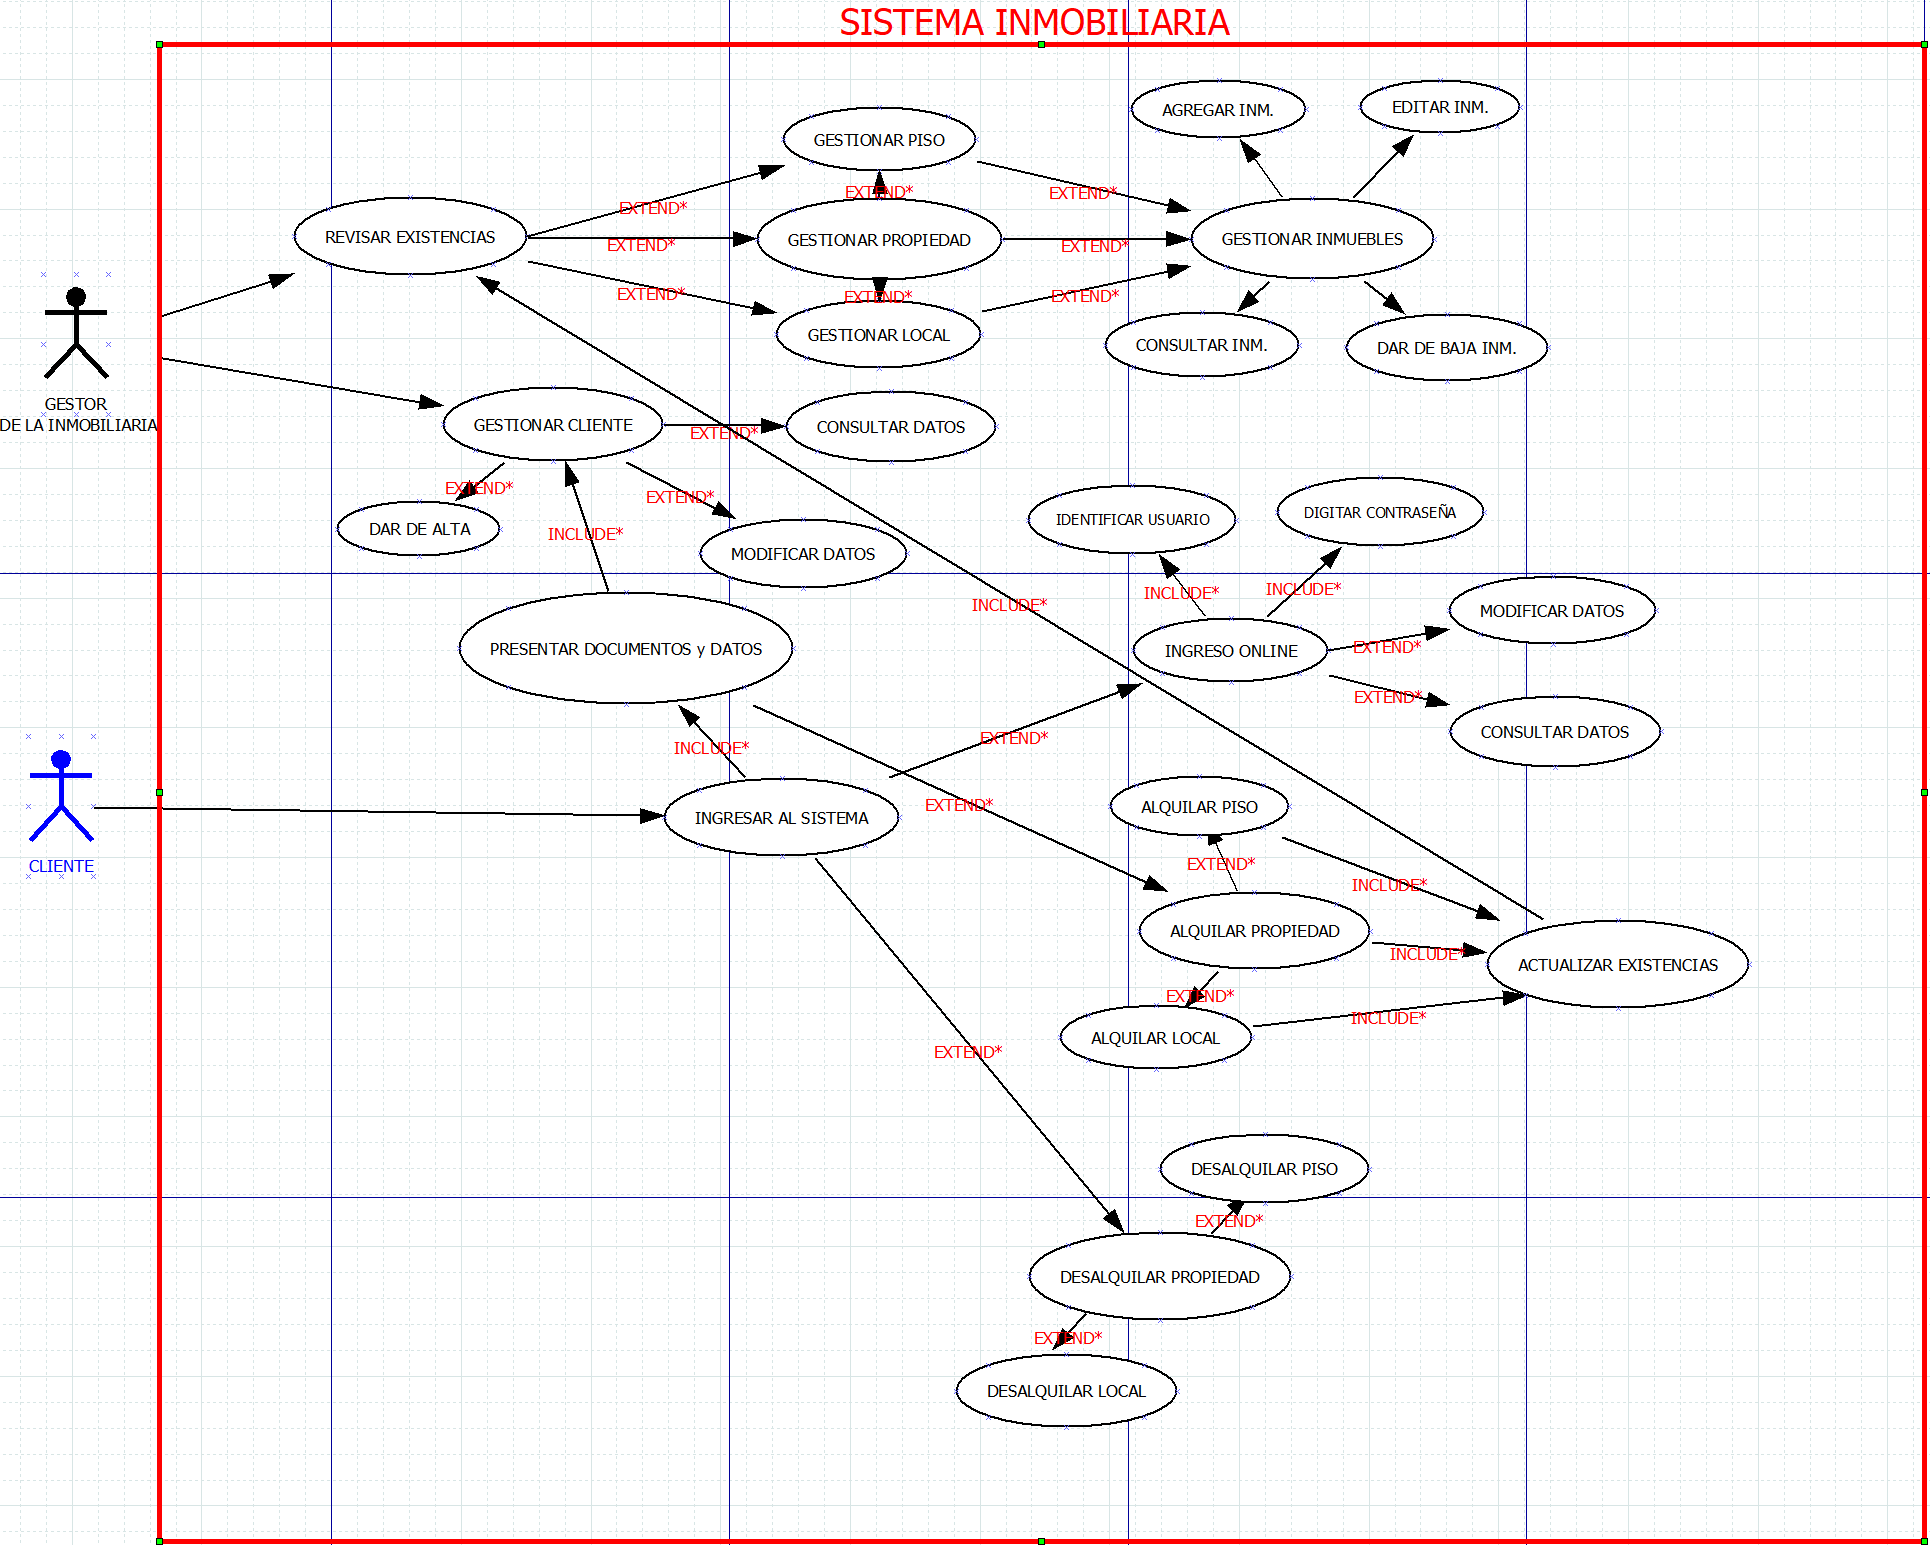 SISTEMA INMOBILIARIA
AGREGAR INM.
EDITAR INM.
GESTIONAR PISO
EXTEND*
EXTEND*
EXTEND*
REVISAR EXISTENCIAS
EXTEND*
GESTIONAR PROPIEDAD
EXTEND*
GESTIONAR INMUEBLES
EXTEND*
EXTEND*
EXTEND*
GESTIONAR LOCAL
CONSULTAR INM.
DAR DE BAJA INM.
GESTOR
DE LA INMOBILIARIA
GESTIONAR CLIENTE
EXTEND*
CONSULTAR DATOS
EXTEND*
EXTEND*
DAR DE ALTA
INCLUDE*
MODIFICAR DATOS
IDENTIFICAR USUARIO
DIGITAR CONTRASEÑA
INCLUDE*
INCLUDE*
INCLUDE*
MODIFICAR DATOS
PRESENTAR DOCUMENTOS y DATOS
INGRESO ONLINE
EXTEND*
EXTEND*
CONSULTAR DATOS
INCLUDE*
EXTEND*
EXTEND*
ALQUILAR PISO
INGRESAR AL SISTEMA
CLIENTE
EXTEND*
INCLUDE*
ALQUILAR PROPIEDAD
INCLUDE*
ACTUALIZAR EXISTENCIAS
EXTEND*
INCLUDE*
ALQUILAR LOCAL
EXTEND*
DESALQUILAR PISO
EXTEND*
DESALQUILAR PROPIEDAD
EXTEND*
DESALQUILAR LOCAL